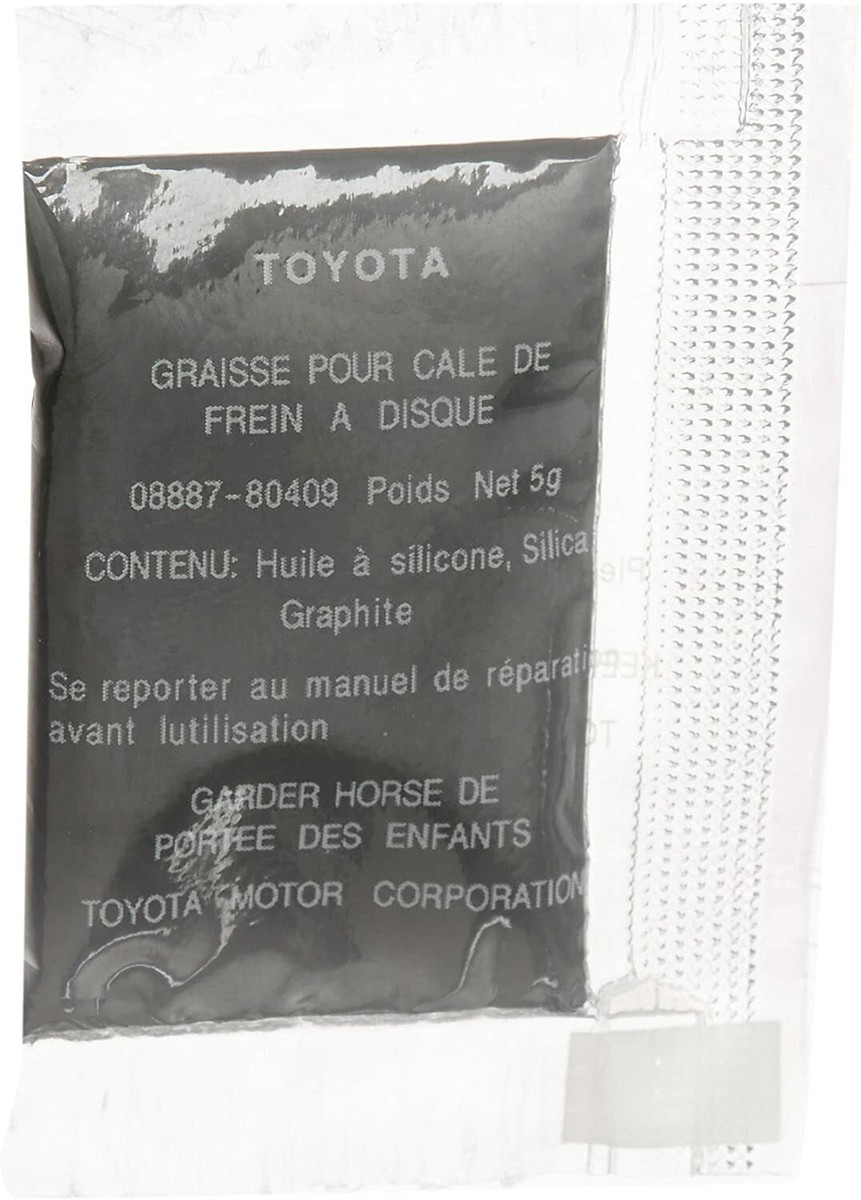 TOYOTA
GRAISSE POUR CALE DE
FREIN A DISQUE
08887-80409 Poids Net 5g
CONTENU: Huile à silicone, Silica
Graphite
Se reporter au manuel de
avant lutilisation
GARDER HORSE DE
PORTEE DES ENFANTS
TOYOTA MOTOR CORPORATION